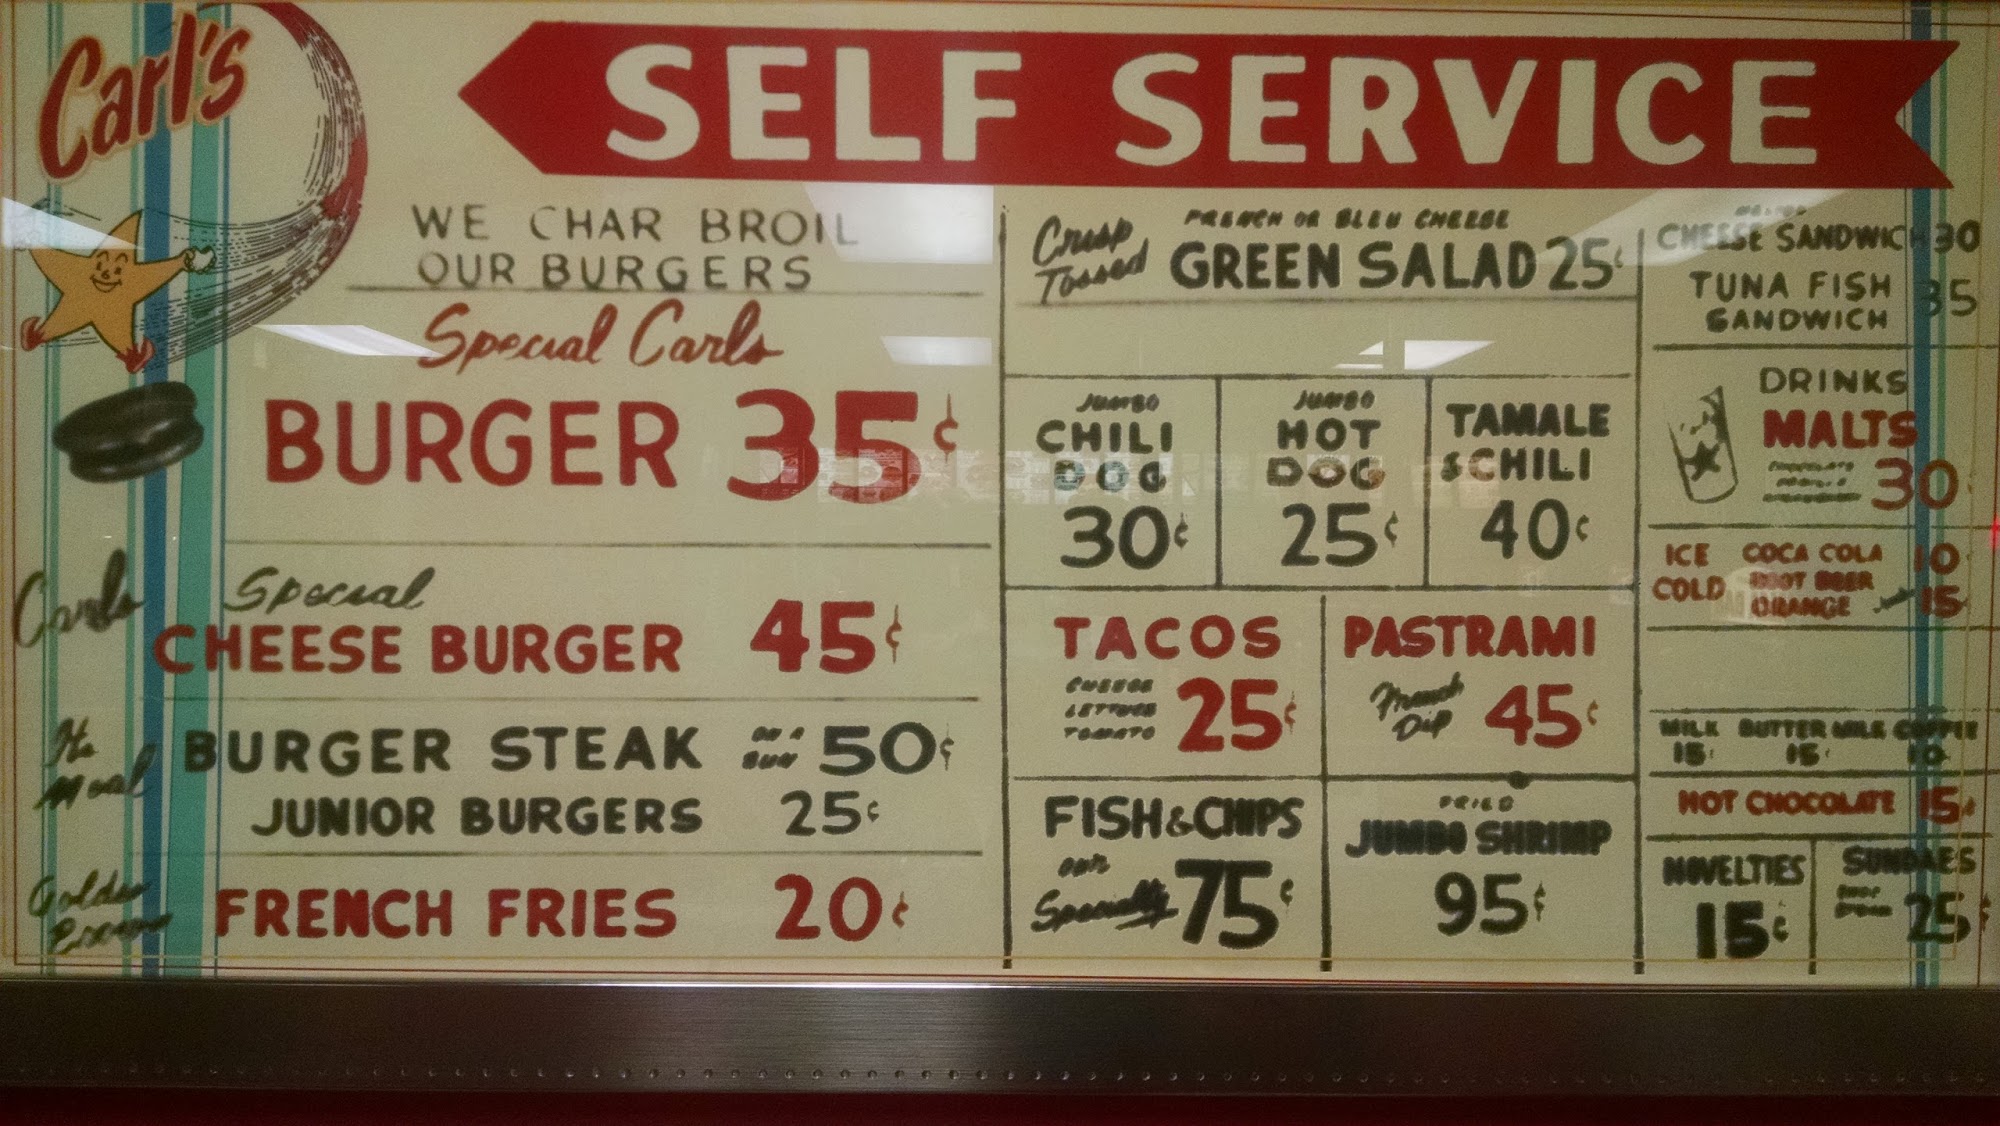 Carl's
SELF SERVICE
WE CHAR BROIL
OUR BURGERS
Special Carls
BURGER 35¢
Carls Special
CHEESE BURGER 45¢
BURGER STEAK ON A BUN 50¢
JUNIOR BURGERS 25¢
Golden Brown
FRENCH FRIES 20¢
Crisp Tossed
FRENCH OR BLEU CHEESE
GREEN SALAD 25¢
JUMBO
CHILI
DOG
30¢
JUMBO
HOT
DOG
25¢
TAMALE
& CHILI
40¢
TACOS
CHEESE
LETTUCE
TOMATO
25¢
PASTRAMI
French Dip
45¢
FISH & CHIPS
Our Specialty
75¢
FRIED
JUMBO SHRIMP
95¢
CHEESE SANDWICH 30
TUNA FISH
SANDWICH 35
DRINKS
MALTS
30
ICE COLD
COCA COLA 10
ROOT BEER
ORANGE 15
MILK BUTTER MILK COFFEE
15¢ 15¢ 10
HOT CHOCOLATE 15¢
NOVELTIES
15¢
SUNDAES
25¢